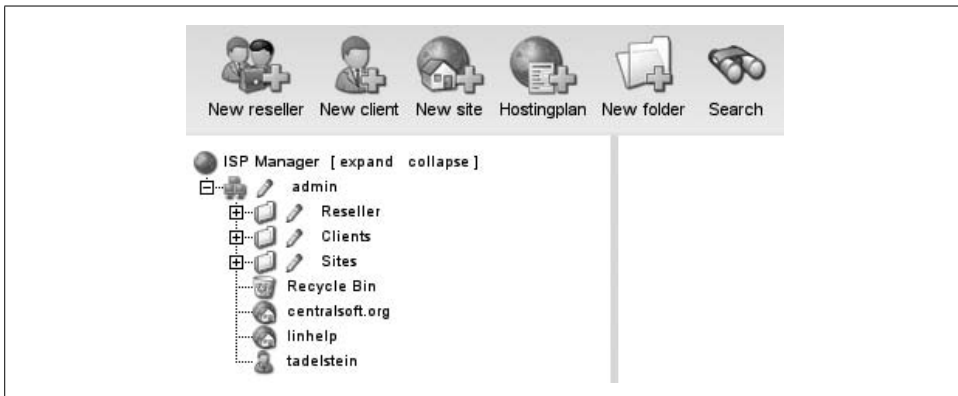 New reseller New client New site Hostingplan New folder Search
ISP Manager [ expand collapse ]
admin
Reseller
Clients
Sites
Recycle Bin
centralsoft.org
linhelp
tadelstein